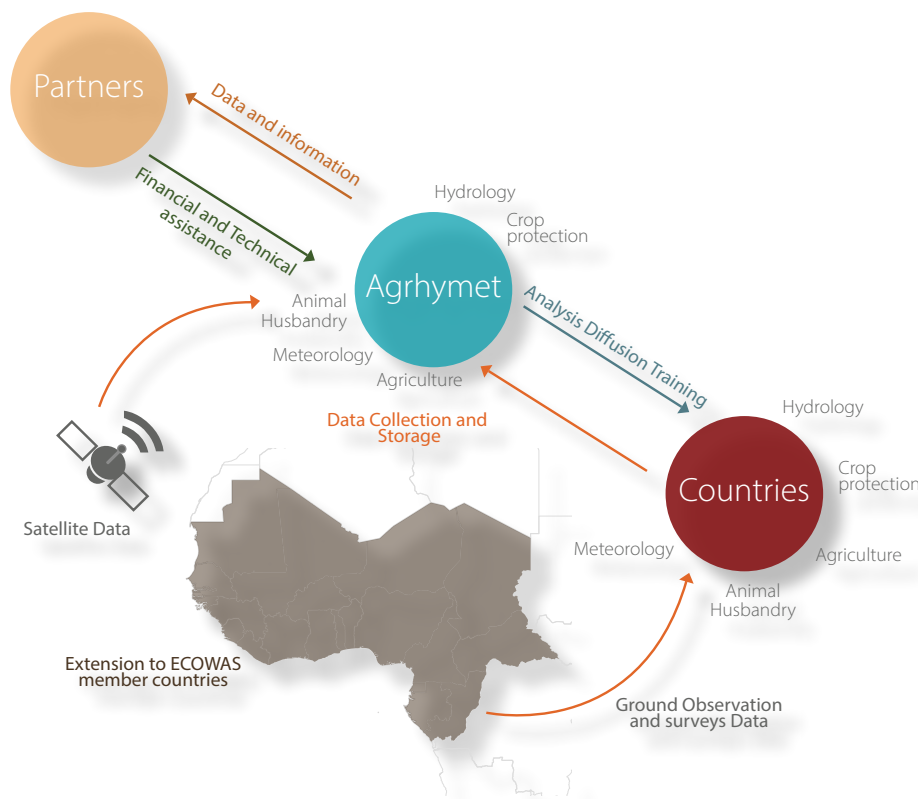 Partners
Data and information
Financial and Technical
assistance
Hydrology
Crop
protection
Agrhymet
Animal
Husbandry
Meteorology
Agriculture
Analysis Diffusion Training
Data Collection and
Storage
Hydrology
Crop
protection
Countries
Agriculture
Meteorology
Animal
Husbandry
Satellite Data
Extension to ECOWAS
member countries
Ground Observation
and surveys Data